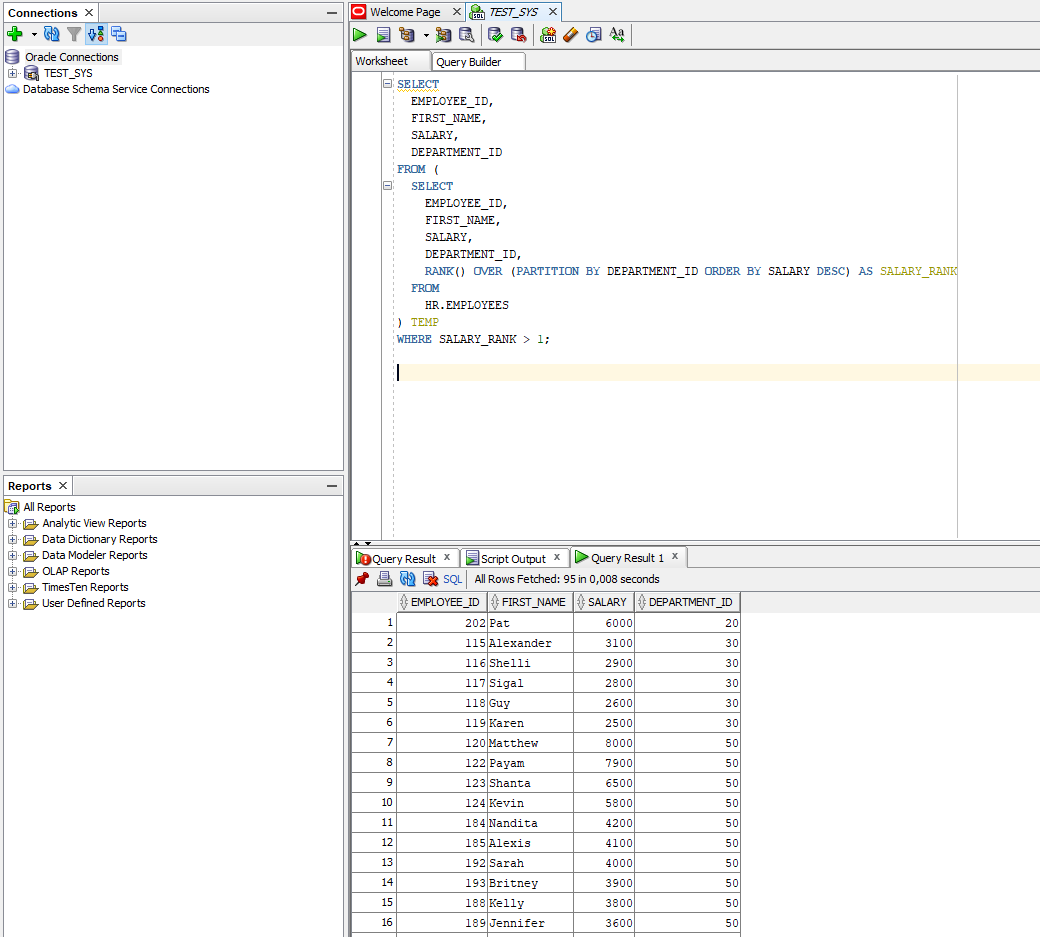 Connections
Oracle Connections
TEST_SYS
Database Schema Service Connections
Reports
All Reports
Analytic View Reports
Data Dictionary Reports
Data Modeler Reports
OLAP Reports
TimesTen Reports
User Defined Reports
Welcome Page
TEST_SYS
Worksheet
Query Builder
SELECT
EMPLOYEE_ID,
FIRST_NAME,
SALARY,
DEPARTMENT_ID
FROM (
SELECT
EMPLOYEE_ID,
FIRST_NAME,
SALARY,
DEPARTMENT_ID,
RANK() OVER (PARTITION BY DEPARTMENT_ID ORDER BY SALARY DESC) AS SALARY_RANK
FROM
HR.EMPLOYEES
) TEMP
WHERE SALARY_RANK > 1;
Query Result
Script Output
Query Result 1
SQL
All Rows Fetched: 95 in 0,008 seconds
EMPLOYEE_ID FIRST_NAME SALARY DEPARTMENT_ID
1 202 Pat 6000 20
2 115 Alexander 3100 30
3 116 Shelli 2900 30
4 117 Sigal 2800 30
5 118 Guy 2600 30
6 119 Karen 2500 30
7 120 Matthew 8000 50
8 122 Payam 7900 50
9 123 Shanta 6500 50
10 124 Kevin 5800 50
11 184 Nandita 4200 50
12 185 Alexis 4100 50
13 192 Sarah 4000 50
14 193 Britney 3900 50
15 188 Kelly 3800 50
16 189 Jennifer 3600 50